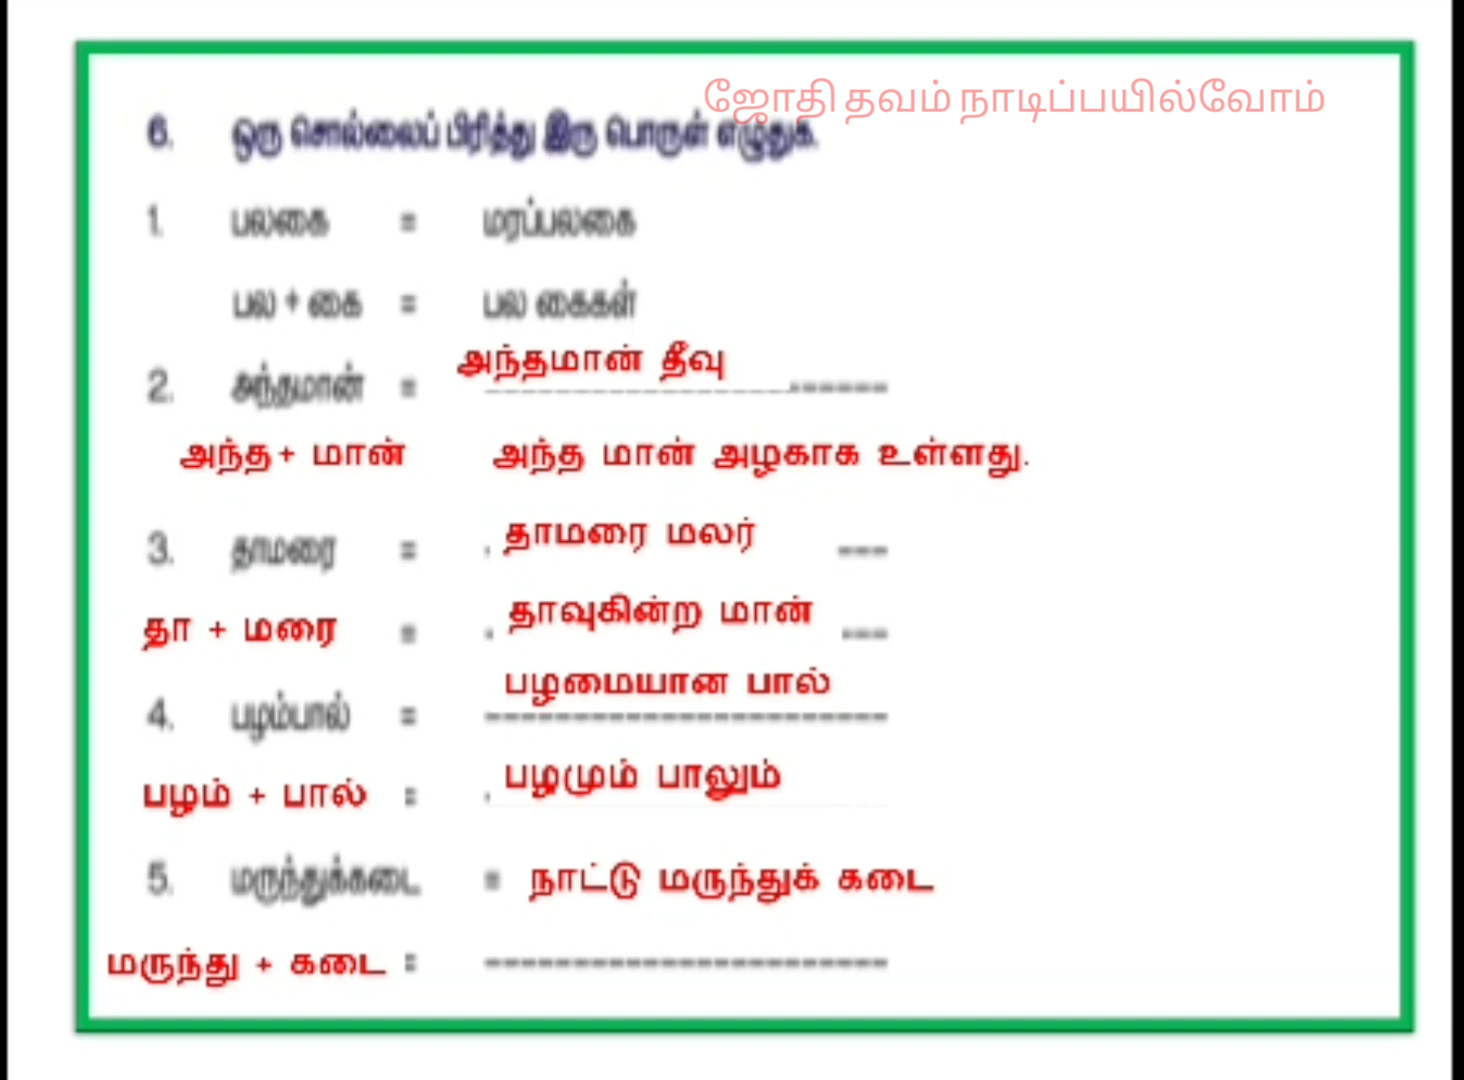 ஜோதி தவம் நாடிப்பயில்வோம்
6. ஒரு சொல்லைப் பிரித்து இரு பொருள் எழுதுக.
1. பலகை = மரப்பலகை
பல + கை = பல கைகள்
2. அந்தமான் = அந்தமான் தீவு
அந்த + மான் அந்த மான் அழகாக உள்ளது.
3. தாமரை = தாமரை மலர்
தா + மரை = தாவுகின்ற மான்
4. பழம்பால் = பழமையான பால்
பழம் + பால் = பழமும் பாலும்
5. மருந்துக்கடை = நாட்டு மருந்துக் கடை
மருந்து + கடை =